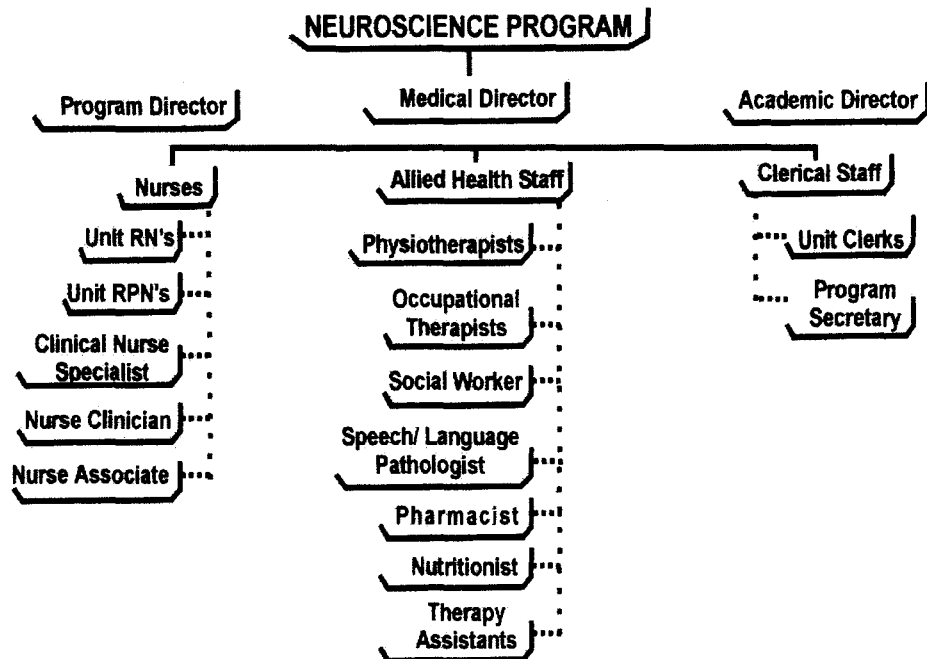 NEUROSCIENCE PROGRAM
Program Director
Medical Director
Academic Director
Nurses
Unit RN's
Unit RPN's
Clinical Nurse
Specialist
Nurse Clinician
Nurse Associate
Allied Health Staff
Physiotherapists
Occupational
Therapists
Social Worker
Speech/ Language
Pathologist
Pharmacist
Nutritionist
Therapy
Assistants
Clerical Staff
Unit Clerks
Program
Secretary